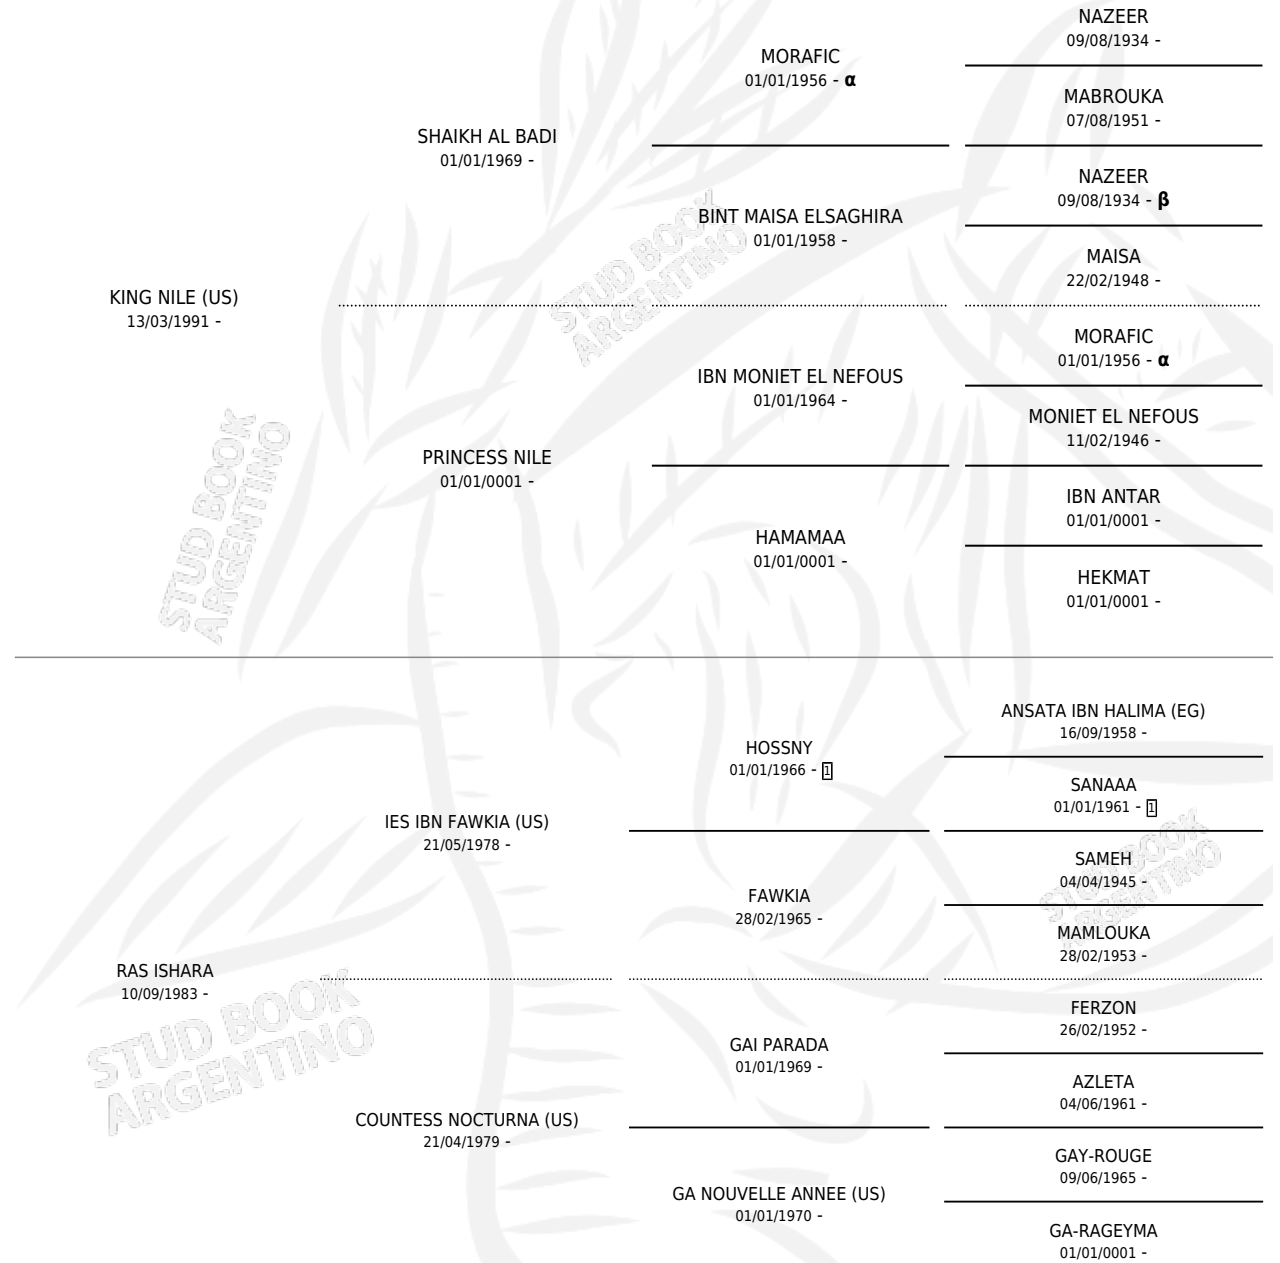 KING NILE (US)
13/03/1991 -
SHAIKH AL BADI
01/01/1969 -
MORAFIC
01/01/1956 - α
NAZEER
09/08/1934 -
MABROUKA
07/08/1951 -
BINT MAISA ELSAGHIRA
01/01/1958 -
NAZEER
09/08/1934 - β
MAISA
22/02/1948 -
PRINCESS NILE
01/01/0001 -
IBN MONIET EL NEFOUS
01/01/1964 -
MORAFIC
01/01/1956 - α
MONIET EL NEFOUS
11/02/1946 -
HAMAMAA
01/01/0001 -
IBN ANTAR
01/01/0001 -
HEKMAT
01/01/0001 -
RAS ISHARA
10/09/1983 -
IES IBN FAWKIA (US)
21/05/1978 -
HOSSNY
01/01/1966 - 1
ANSATA IBN HALIMA (EG)
16/09/1958 -
SANAAA
01/01/1961 - 1
FAWKIA
28/02/1965 -
SAMEH
04/04/1945 -
MAMLOUKA
28/02/1953 -
COUNTESS NOCTURNA (US)
21/04/1979 -
GAI PARADA
01/01/1969 -
FERZON
26/02/1952 -
AZLETA
04/06/1961 -
GA NOUVELLE ANNEE (US)
01/01/1970 -
GAY-ROUGE
09/06/1965 -
GA-RAGEYMA
01/01/0001 -
STUD BOOK
ARGENTINO
STUD BOOK
ARGENTINO
STUD BOOK
ARGENTINO
STUD BOOK
ARGENTINO